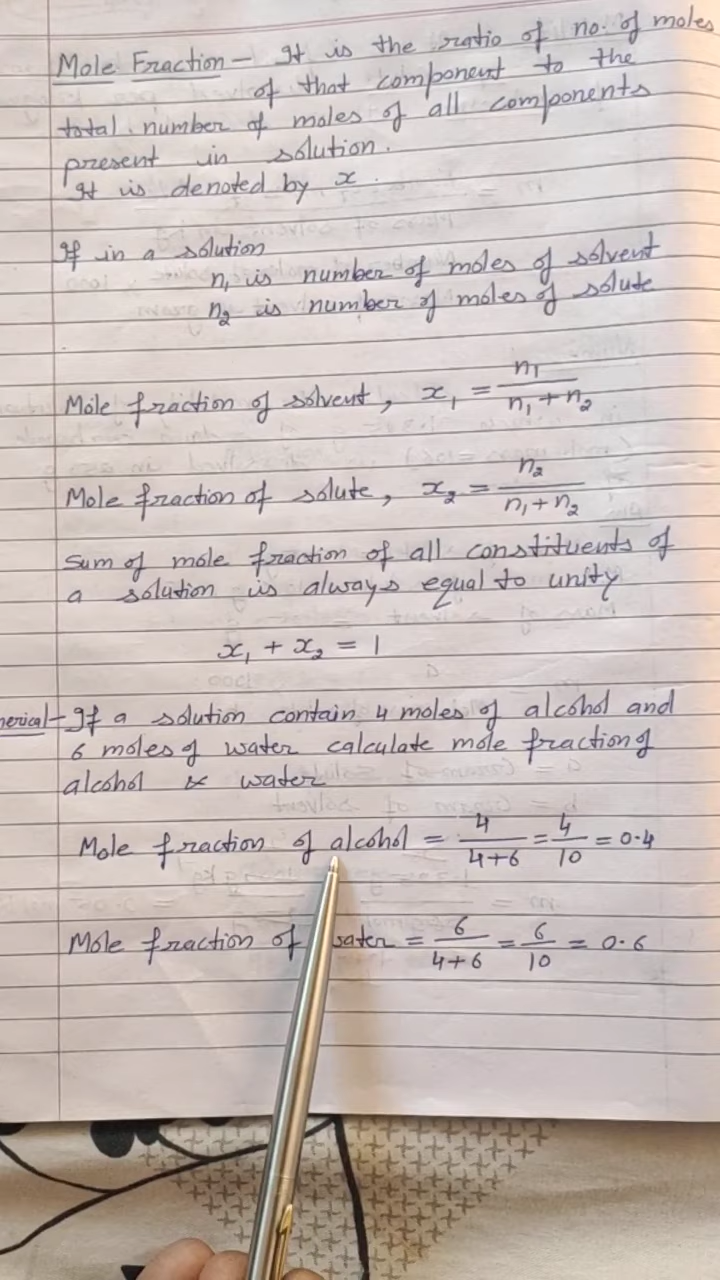 Mole Fraction - It is the ratio of no. of moles
of that component to the
total number of moles of all components
present in solution.
It is denoted by x.
If in a solution
n₁ is number of moles of solvent
n₂ is number of moles of solute
Mole fraction of solvent, x₁ = n₁ / (n₁ + n₂)
Mole fraction of solute, x₂ = n₂ / (n₁ + n₂)
Sum of mole fraction of all constituents of
a solution is always equal to unity
x₁ + x₂ = 1
merical - If a solution contain 4 moles of alcohol and
6 moles of water calculate mole fraction of
alcohol & water
Mole fraction of alcohol = 4 / (4+6) = 4/10 = 0.4
Mole fraction of water = 6 / (4+6) = 6/10 = 0.6